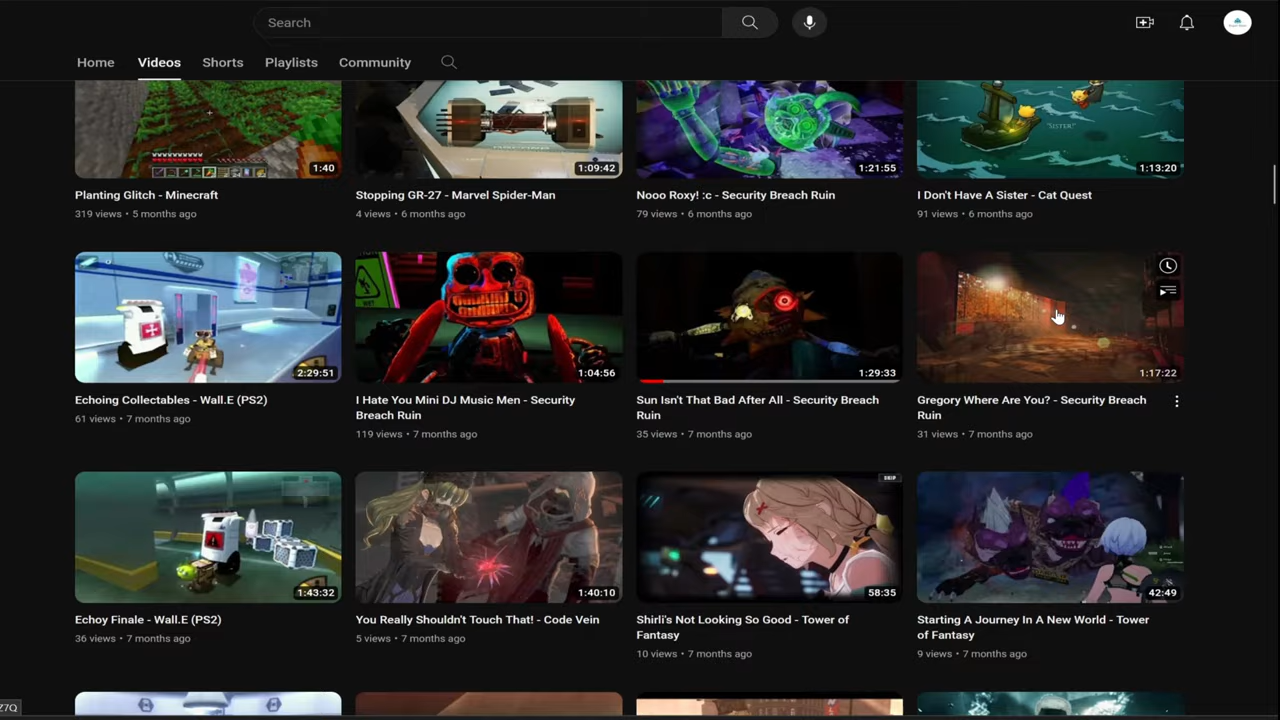 Search
Home Videos Shorts Playlists Community
"SISTER!"
1:40
1:09:42
1:21:55
1:13:20
Planting Glitch - Minecraft
319 views • 5 months ago
Stopping GR-27 - Marvel Spider-Man
4 views • 6 months ago
Nooo Roxy! :c - Security Breach Ruin
79 views • 6 months ago
I Don't Have A Sister - Cat Quest
91 views • 6 months ago
2:29:51
1:04:56
1:29:33
1:17:22
Echoing Collectables - Wall.E (PS2)
61 views • 7 months ago
I Hate You Mini DJ Music Men - Security
Breach Ruin
119 views • 7 months ago
Sun Isn't That Bad After All - Security Breach
Ruin
35 views • 7 months ago
Gregory Where Are You? - Security Breach
Ruin
31 views • 7 months ago
SKIP
1:43:32
1:40:10
58:35
42:49
Echoy Finale - Wall.E (PS2)
36 views • 7 months ago
You Really Shouldn't Touch That! - Code Vein
5 views • 7 months ago
Shirli's Not Looking So Good - Tower of
Fantasy
10 views • 7 months ago
Starting A Journey In A New World - Tower
of Fantasy
9 views • 7 months ago
Z7Q